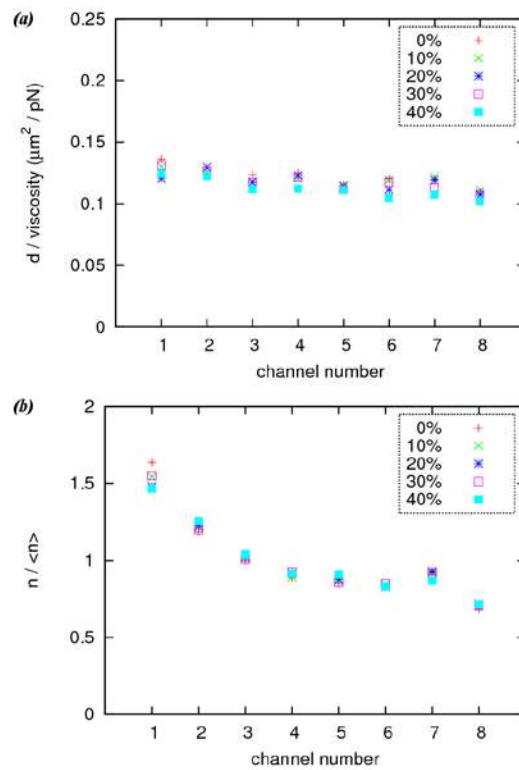 (a)
0.25
0.2
0.15
0.1
0.05
0
d / viscosity (μm² / pN)
0%
10%
20%
30%
40%
1 2 3 4 5 6 7 8
channel number
(b)
2
1.5
1
0.5
0
n / <n>
0%
10%
20%
30%
40%
1 2 3 4 5 6 7 8
channel number